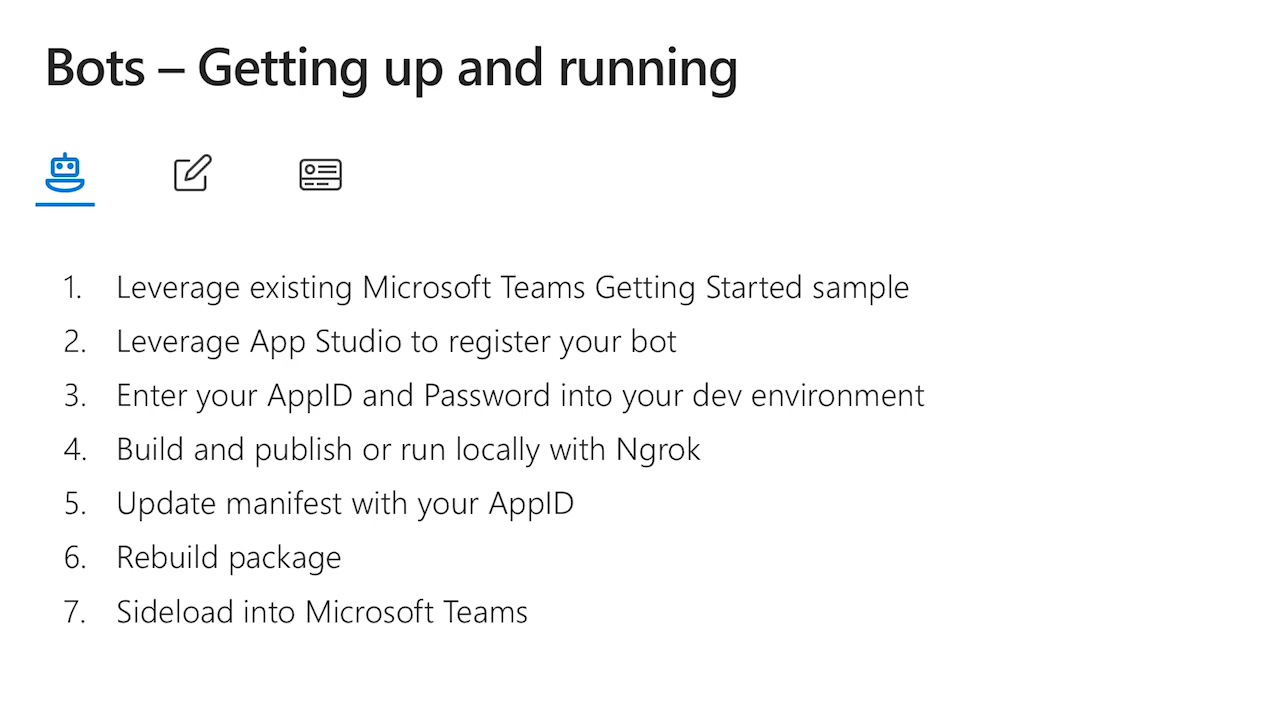 Bots – Getting up and running
1. Leverage existing Microsoft Teams Getting Started sample
2. Leverage App Studio to register your bot
3. Enter your AppID and Password into your dev environment
4. Build and publish or run locally with Ngrok
5. Update manifest with your AppID
6. Rebuild package
7. Sideload into Microsoft Teams